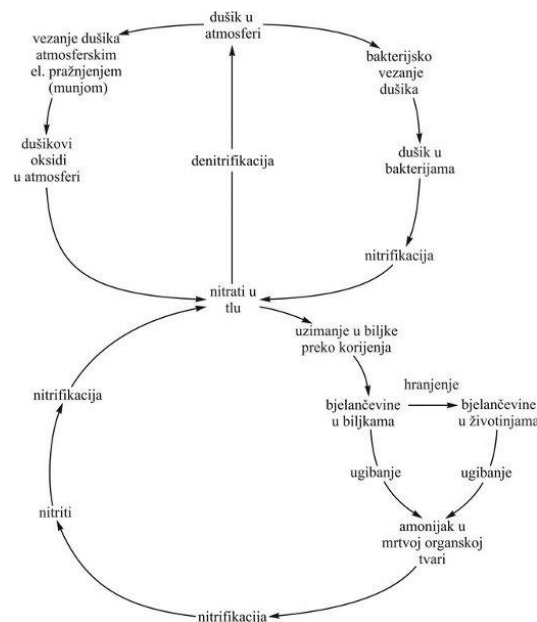 dušik u
atmosferi
vezanje dušika
atmosferskim
el. pražnjenjem
(munjom)
bakterijsko
vezanje
dušika
dušikovi
oksidi
u atmosferi
denitrifikacija
dušik u
bakterijama
nitrifikacija
nitrati u
tlu
uzimanje u biljke
preko korijenja
nitrifikacija
hranjenje
bjelančevine
u biljkama
bjelančevine
u životinjama
ugibanje
ugibanje
nitriti
amonijak u
mrtvoj organskoj
tvari
nitrifikacija